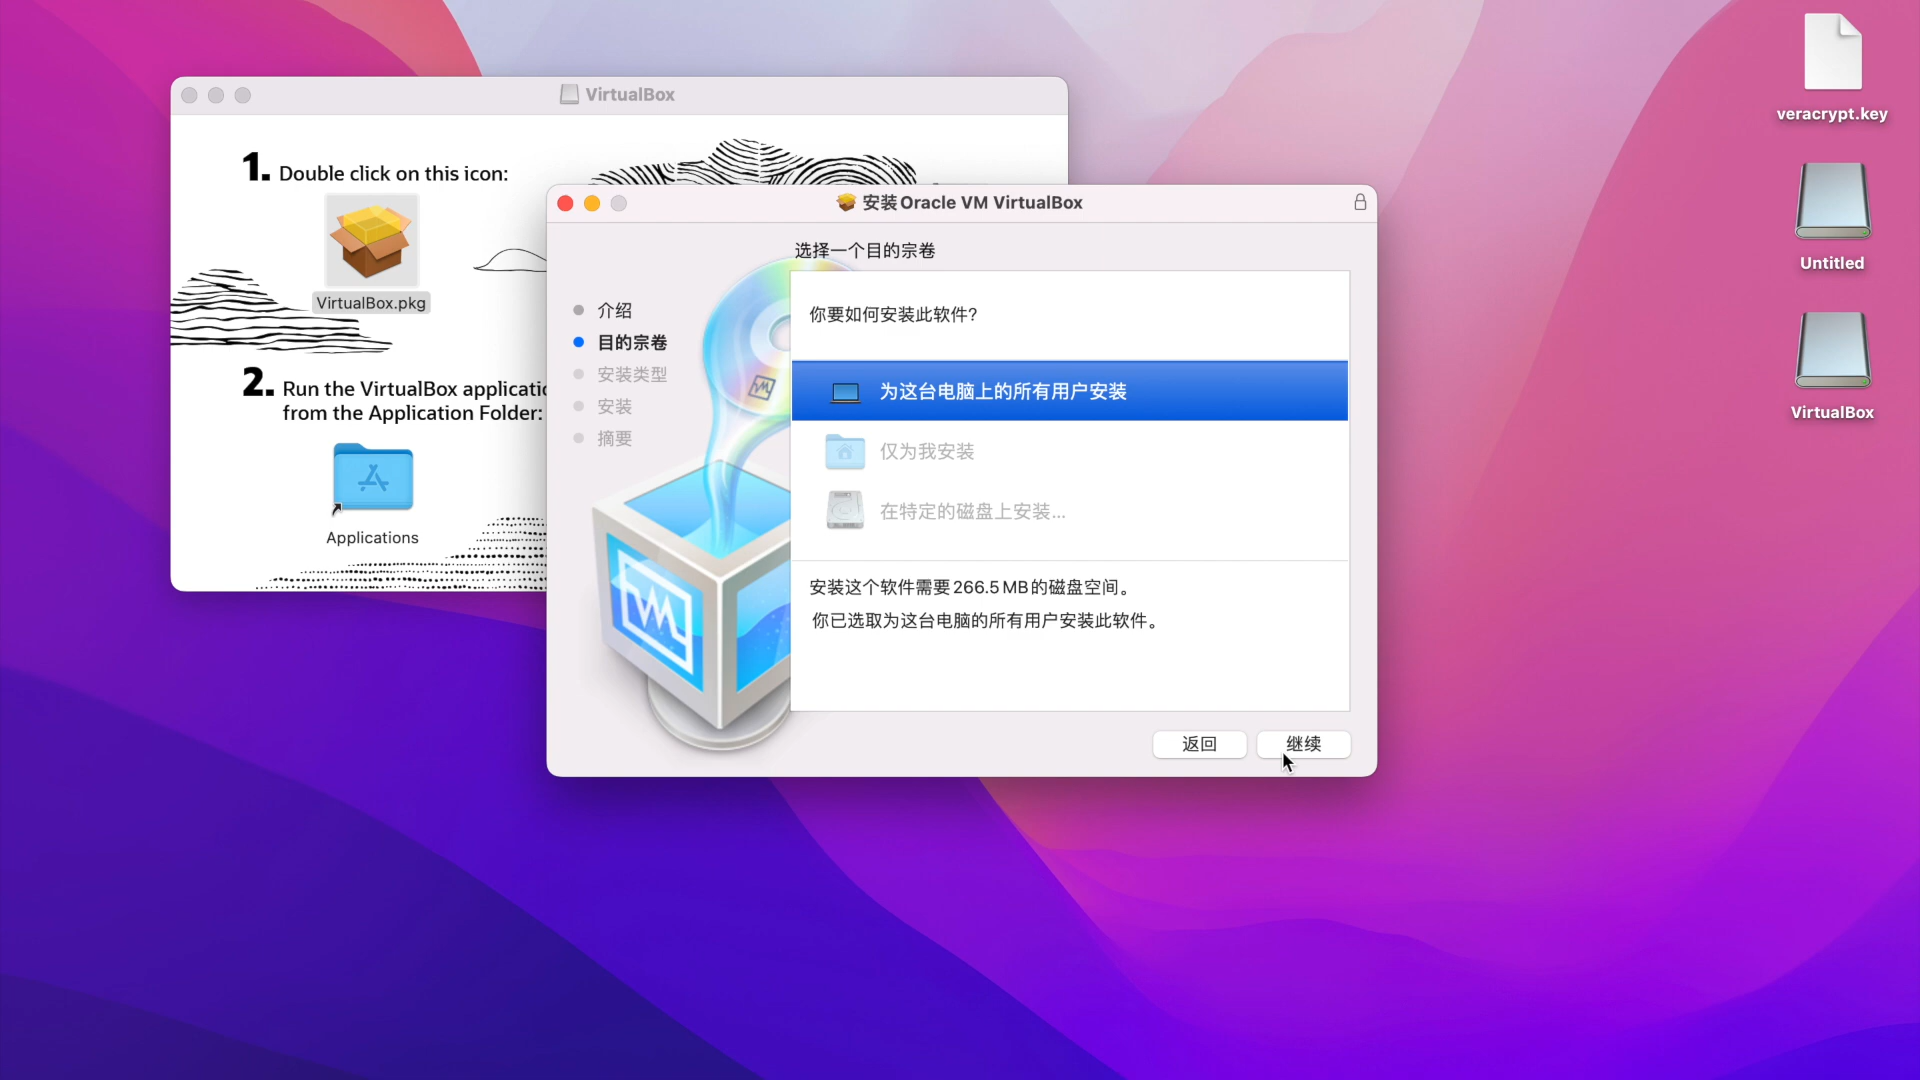 VirtualBox
1. Double click on this icon:
VirtualBox.pkg
2. Run the VirtualBox applicatio
from the Application Folder:
Applications
安装Oracle VM VirtualBox
选择一个目的宗卷
介绍
目的宗卷
安装类型
安装
摘要
你要如何安装此软件?
为这台电脑上的所有用户安装
仅为我安装
在特定的磁盘上安装...
安装这个软件需要266.5 MB的磁盘空间。
你已选取为这台电脑的所有用户安装此软件。
返回
继续
veracrypt.key
Untitled
VirtualBox